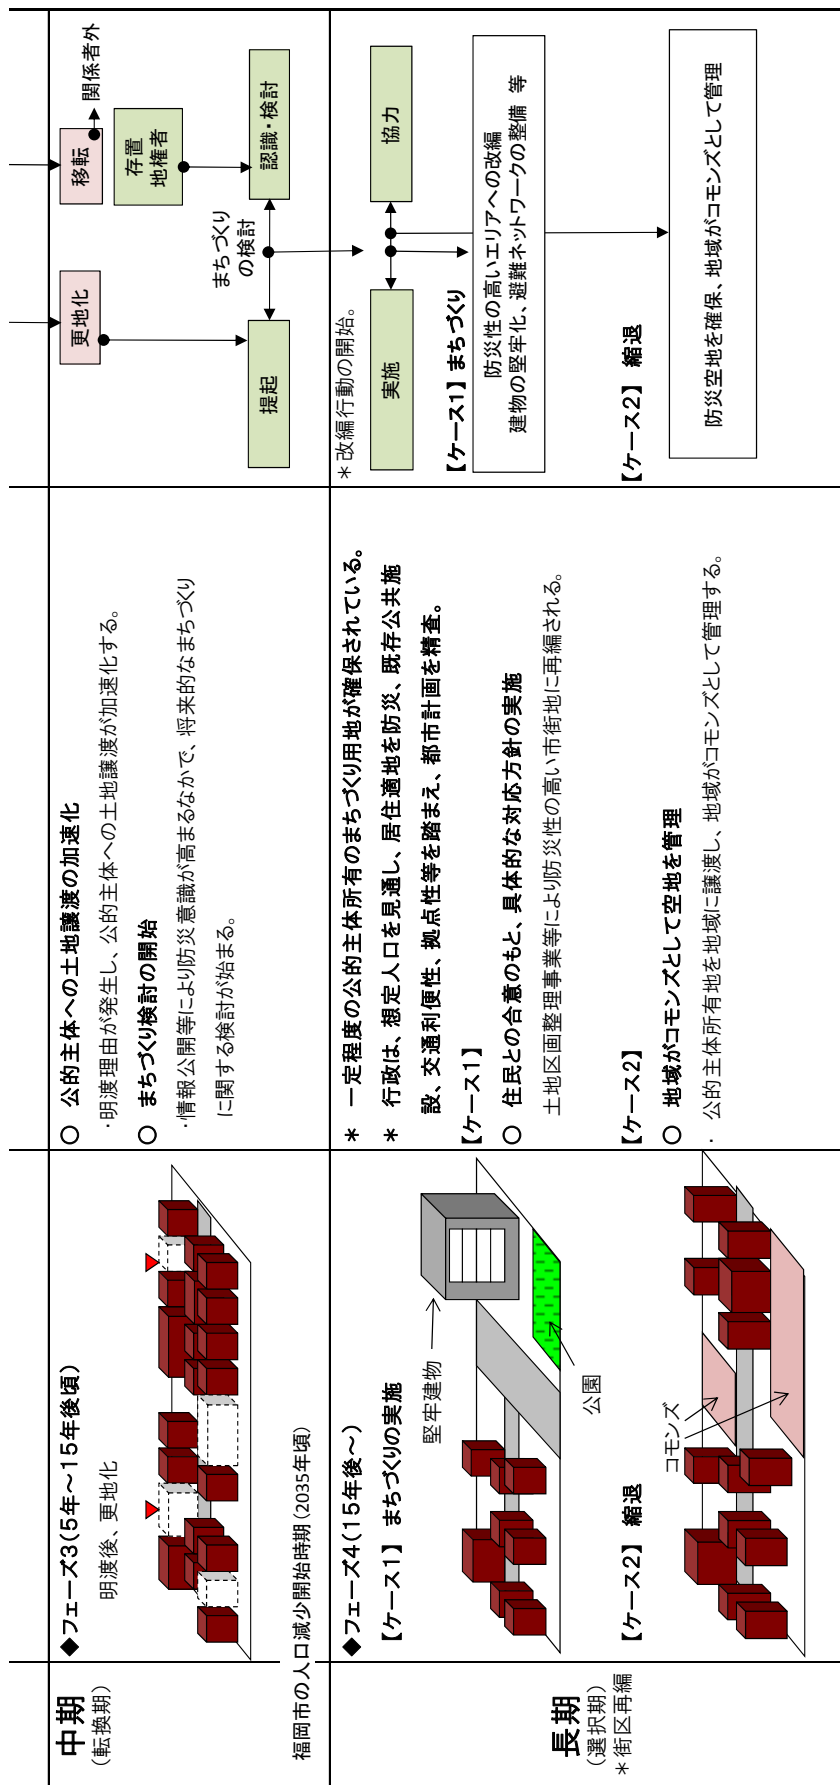 中期
(転換期)
◆フェーズ3(5年～15年後頃)
明渡後、更地化
○ 公的主体への土地譲渡の加速化
・明渡理由が発生し、公的主体への土地譲渡が加速化する。
○ まちづくり検討の開始
・情報公開等により防災意識が高まるなかで、将来的なまちづくり
に関する検討が始まる。
更地化
移転
関係者外
存置
地権者
まちづくり
の検討
提起
認識・検討
福岡市の人口減少開始時期(2035年頃)
長期
(選択期)
＊街区再編
◆フェーズ4(15年後～)
【ケース1】 まちづくりの実施
堅牢建物
公園
【ケース2】 縮退
コモンズ
＊ 一定程度の公的主体所有のまちづくり用地が確保されている。
＊ 行政は、想定人口を見通し、居住適地を防災、既存公共施
設、交通利便性、拠点性等を踏まえ、都市計画を精査。
【ケース1】
○ 住民との合意のもと、具体的な対応方針の実施
土地区画整理事業等により防災性の高い市街地に再編される。
【ケース2】
○ 地域がコモンズとして空地を管理
・ 公的主体所有地を地域に譲渡し、地域がコモンズとして管理する。
＊改編行動の開始。
実施
協力
【ケース1】 まちづくり
防災性の高いエリアへの改編
建物の堅牢化、避難ネットワークの整備 等
【ケース2】 縮退
防災空地を確保、地域がコモンズとして管理